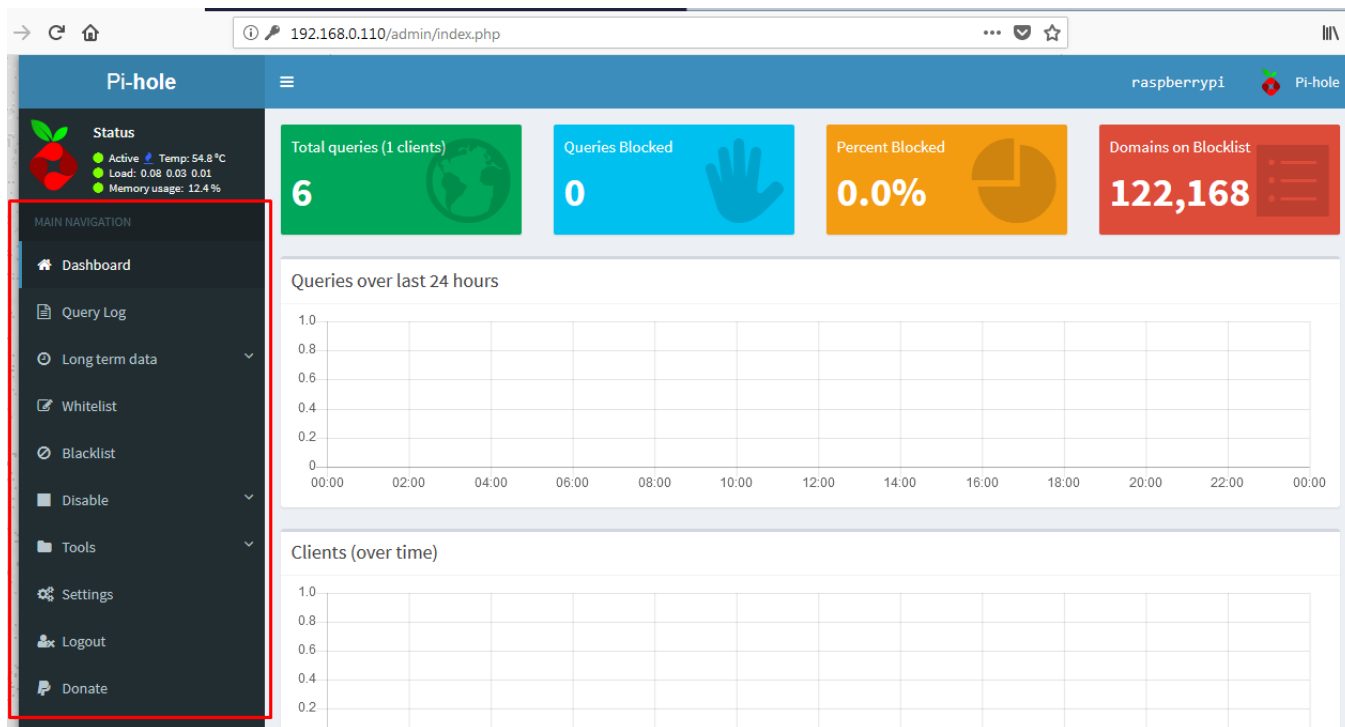 192.168.0.110/admin/index.php
Pi-hole
raspberrypi
Pi-hole
Status
Active Temp: 54.8 °C
Load: 0.08 0.03 0.01
Memory usage: 12.4 %
MAIN NAVIGATION
Dashboard
Query Log
Long term data
Whitelist
Blacklist
Disable
Tools
Settings
Logout
Donate
Total queries (1 clients)
6
Queries Blocked
0
Percent Blocked
0.0%
Domains on Blocklist
122,168
Queries over last 24 hours
1.0
0.8
0.6
0.4
0.2
0
00:00 02:00 04:00 06:00 08:00 10:00 12:00 14:00 16:00 18:00 20:00 22:00 00:00
Clients (over time)
1.0
0.8
0.6
0.4
0.2